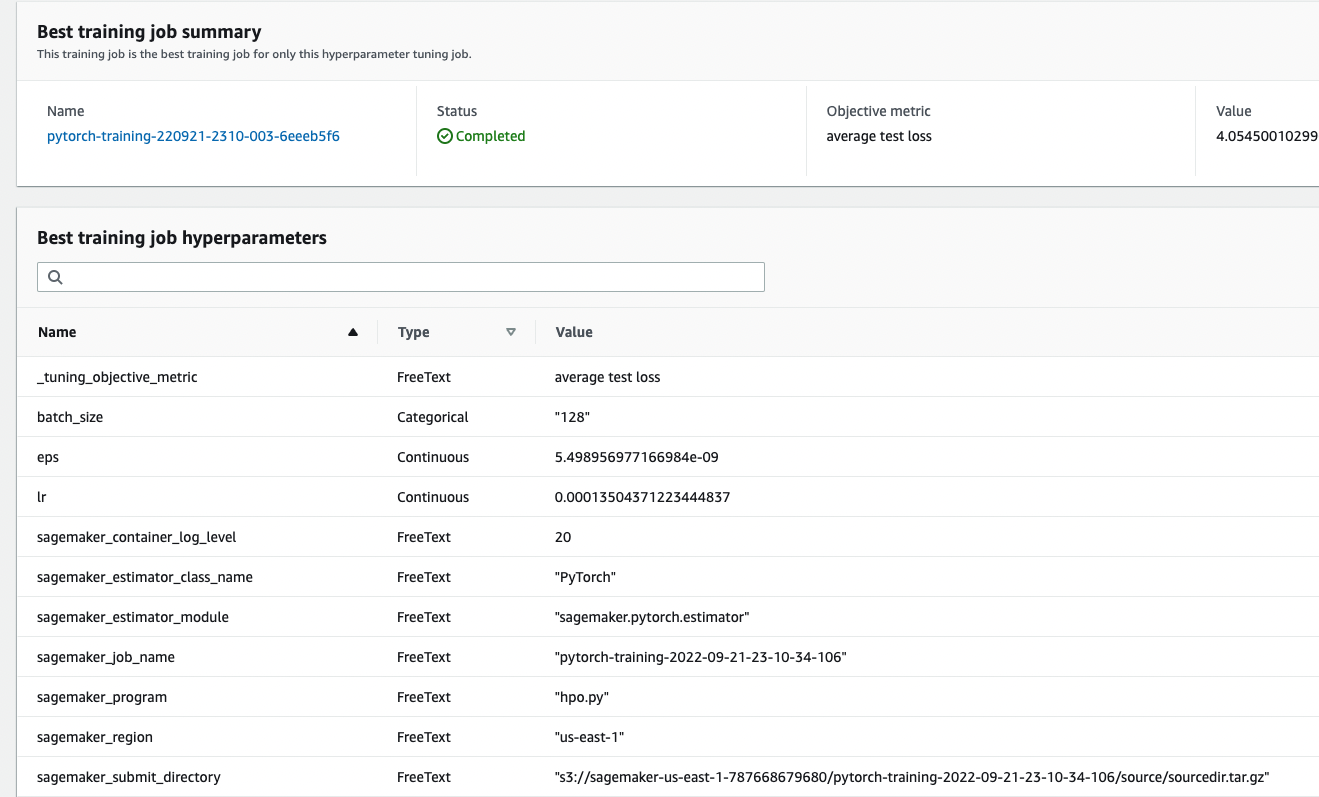 Best training job summary
This training job is the best training job for only this hyperparameter tuning job.
Name Status Objective metric Value
pytorch-training-220921-2310-003-6eeeb5f6 Completed average test loss 4.05450010299
Best training job hyperparameters
Name Type Value
_tuning_objective_metric FreeText average test loss
batch_size Categorical "128"
eps Continuous 5.498956977166984e-09
lr Continuous 0.00013504371223444837
sagemaker_container_log_level FreeText 20
sagemaker_estimator_class_name FreeText "PyTorch"
sagemaker_estimator_module FreeText "sagemaker.pytorch.estimator"
sagemaker_job_name FreeText "pytorch-training-2022-09-21-23-10-34-106"
sagemaker_program FreeText "hpo.py"
sagemaker_region FreeText "us-east-1"
sagemaker_submit_directory FreeText "s3://sagemaker-us-east-1-787668679680/pytorch-training-2022-09-21-23-10-34-106/source/sourcedir.tar.gz"